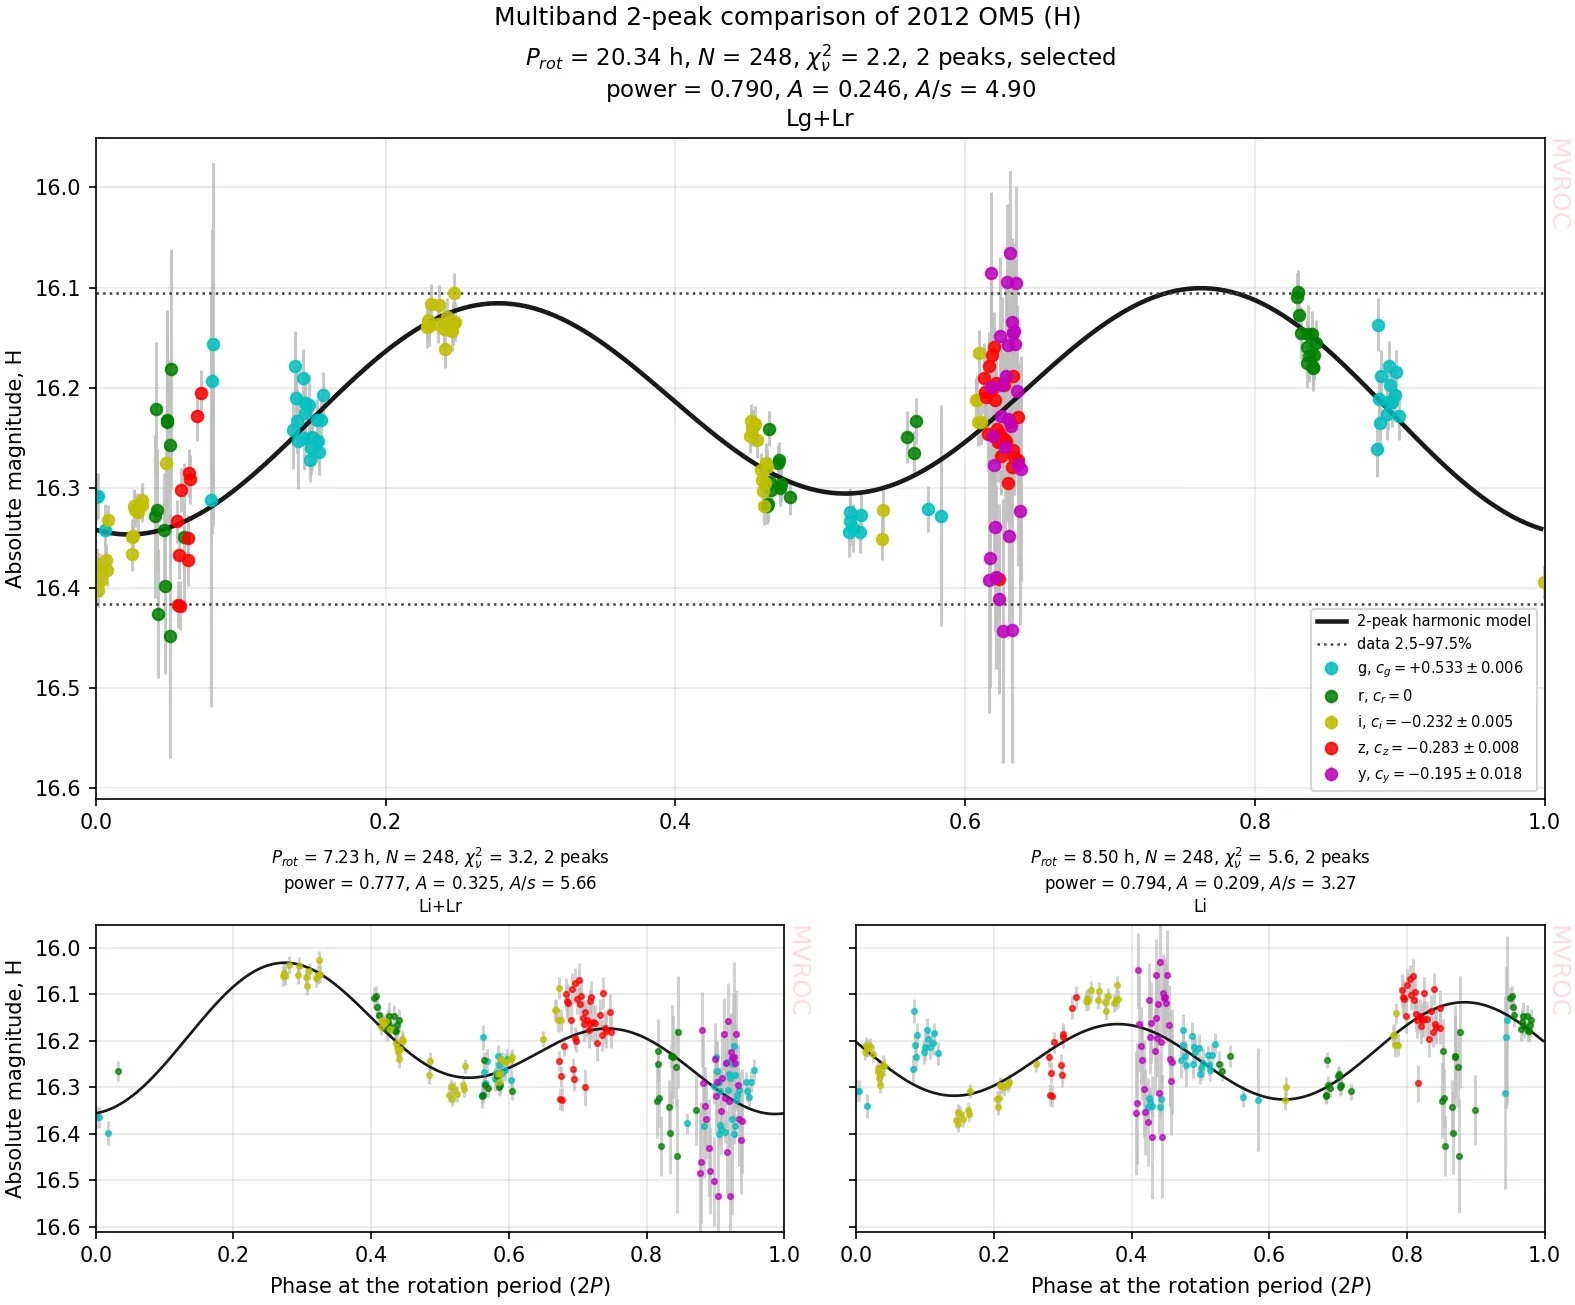 Multiband 2-peak comparison of 2012 OM5 (H)
P_rot = 20.34 h, N = 248, χ²_ν = 2.2, 2 peaks, selected
power = 0.790, A = 0.246, A/s = 4.90
Lg+Lr
Absolute magnitude, H
16.0
16.1
16.2
16.3
16.4
16.5
16.6
0.0 0.2 0.4 0.6 0.8 1.0
2-peak harmonic model
data 2.5–97.5%
g, c_g = +0.533 ± 0.006
r, c_r = 0
i, c_i = −0.232 ± 0.005
z, c_z = −0.283 ± 0.008
y, c_y = −0.195 ± 0.018
MVROC
P_rot = 7.23 h, N = 248, χ²_ν = 3.2, 2 peaks
power = 0.777, A = 0.325, A/s = 5.66
Li+Lr
Absolute magnitude, H
16.0
16.1
16.2
16.3
16.4
16.5
16.6
0.0 0.2 0.4 0.6 0.8 1.0
Phase at the rotation period (2P)
MVROC
P_rot = 8.50 h, N = 248, χ²_ν = 5.6, 2 peaks
power = 0.794, A = 0.209, A/s = 3.27
Li
0.0 0.2 0.4 0.6 0.8 1.0
Phase at the rotation period (2P)
MVROC